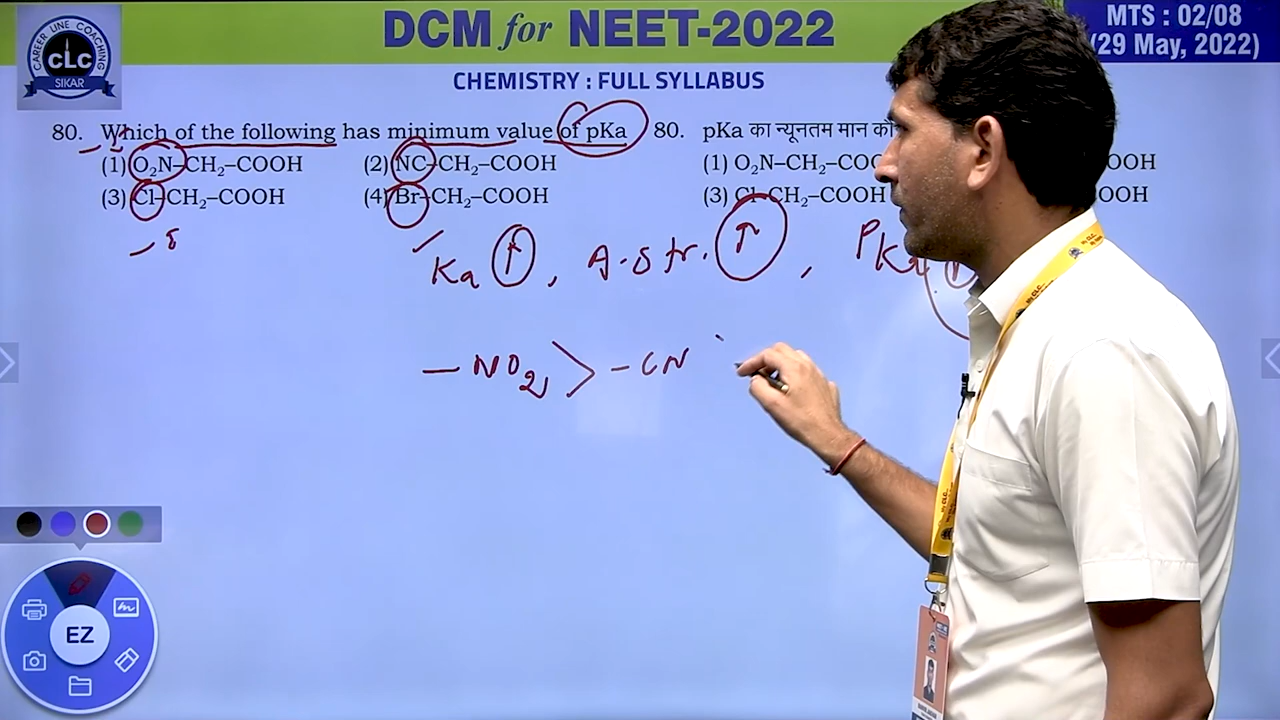 DCM for NEET-2022
MTS : 02/08
(29 May, 2022)
CAREER LINE COACHING
CLC
SIKAR
CHEMISTRY : FULL SYLLABUS
80. Which of the following has minimum value of pKa
(1) O₂N–CH₂–COOH (2) NC–CH₂–COOH
(3) Cl–CH₂–COOH (4) Br–CH₂–COOH
80. pKa का न्यूनतम मान
(1) O₂N–CH₂–COO OOH
(3) Cl–CH₂–COOH OOH
Ka ↑ , A.Str. ↑ , PKa
–NO₂ > –CN
EZ